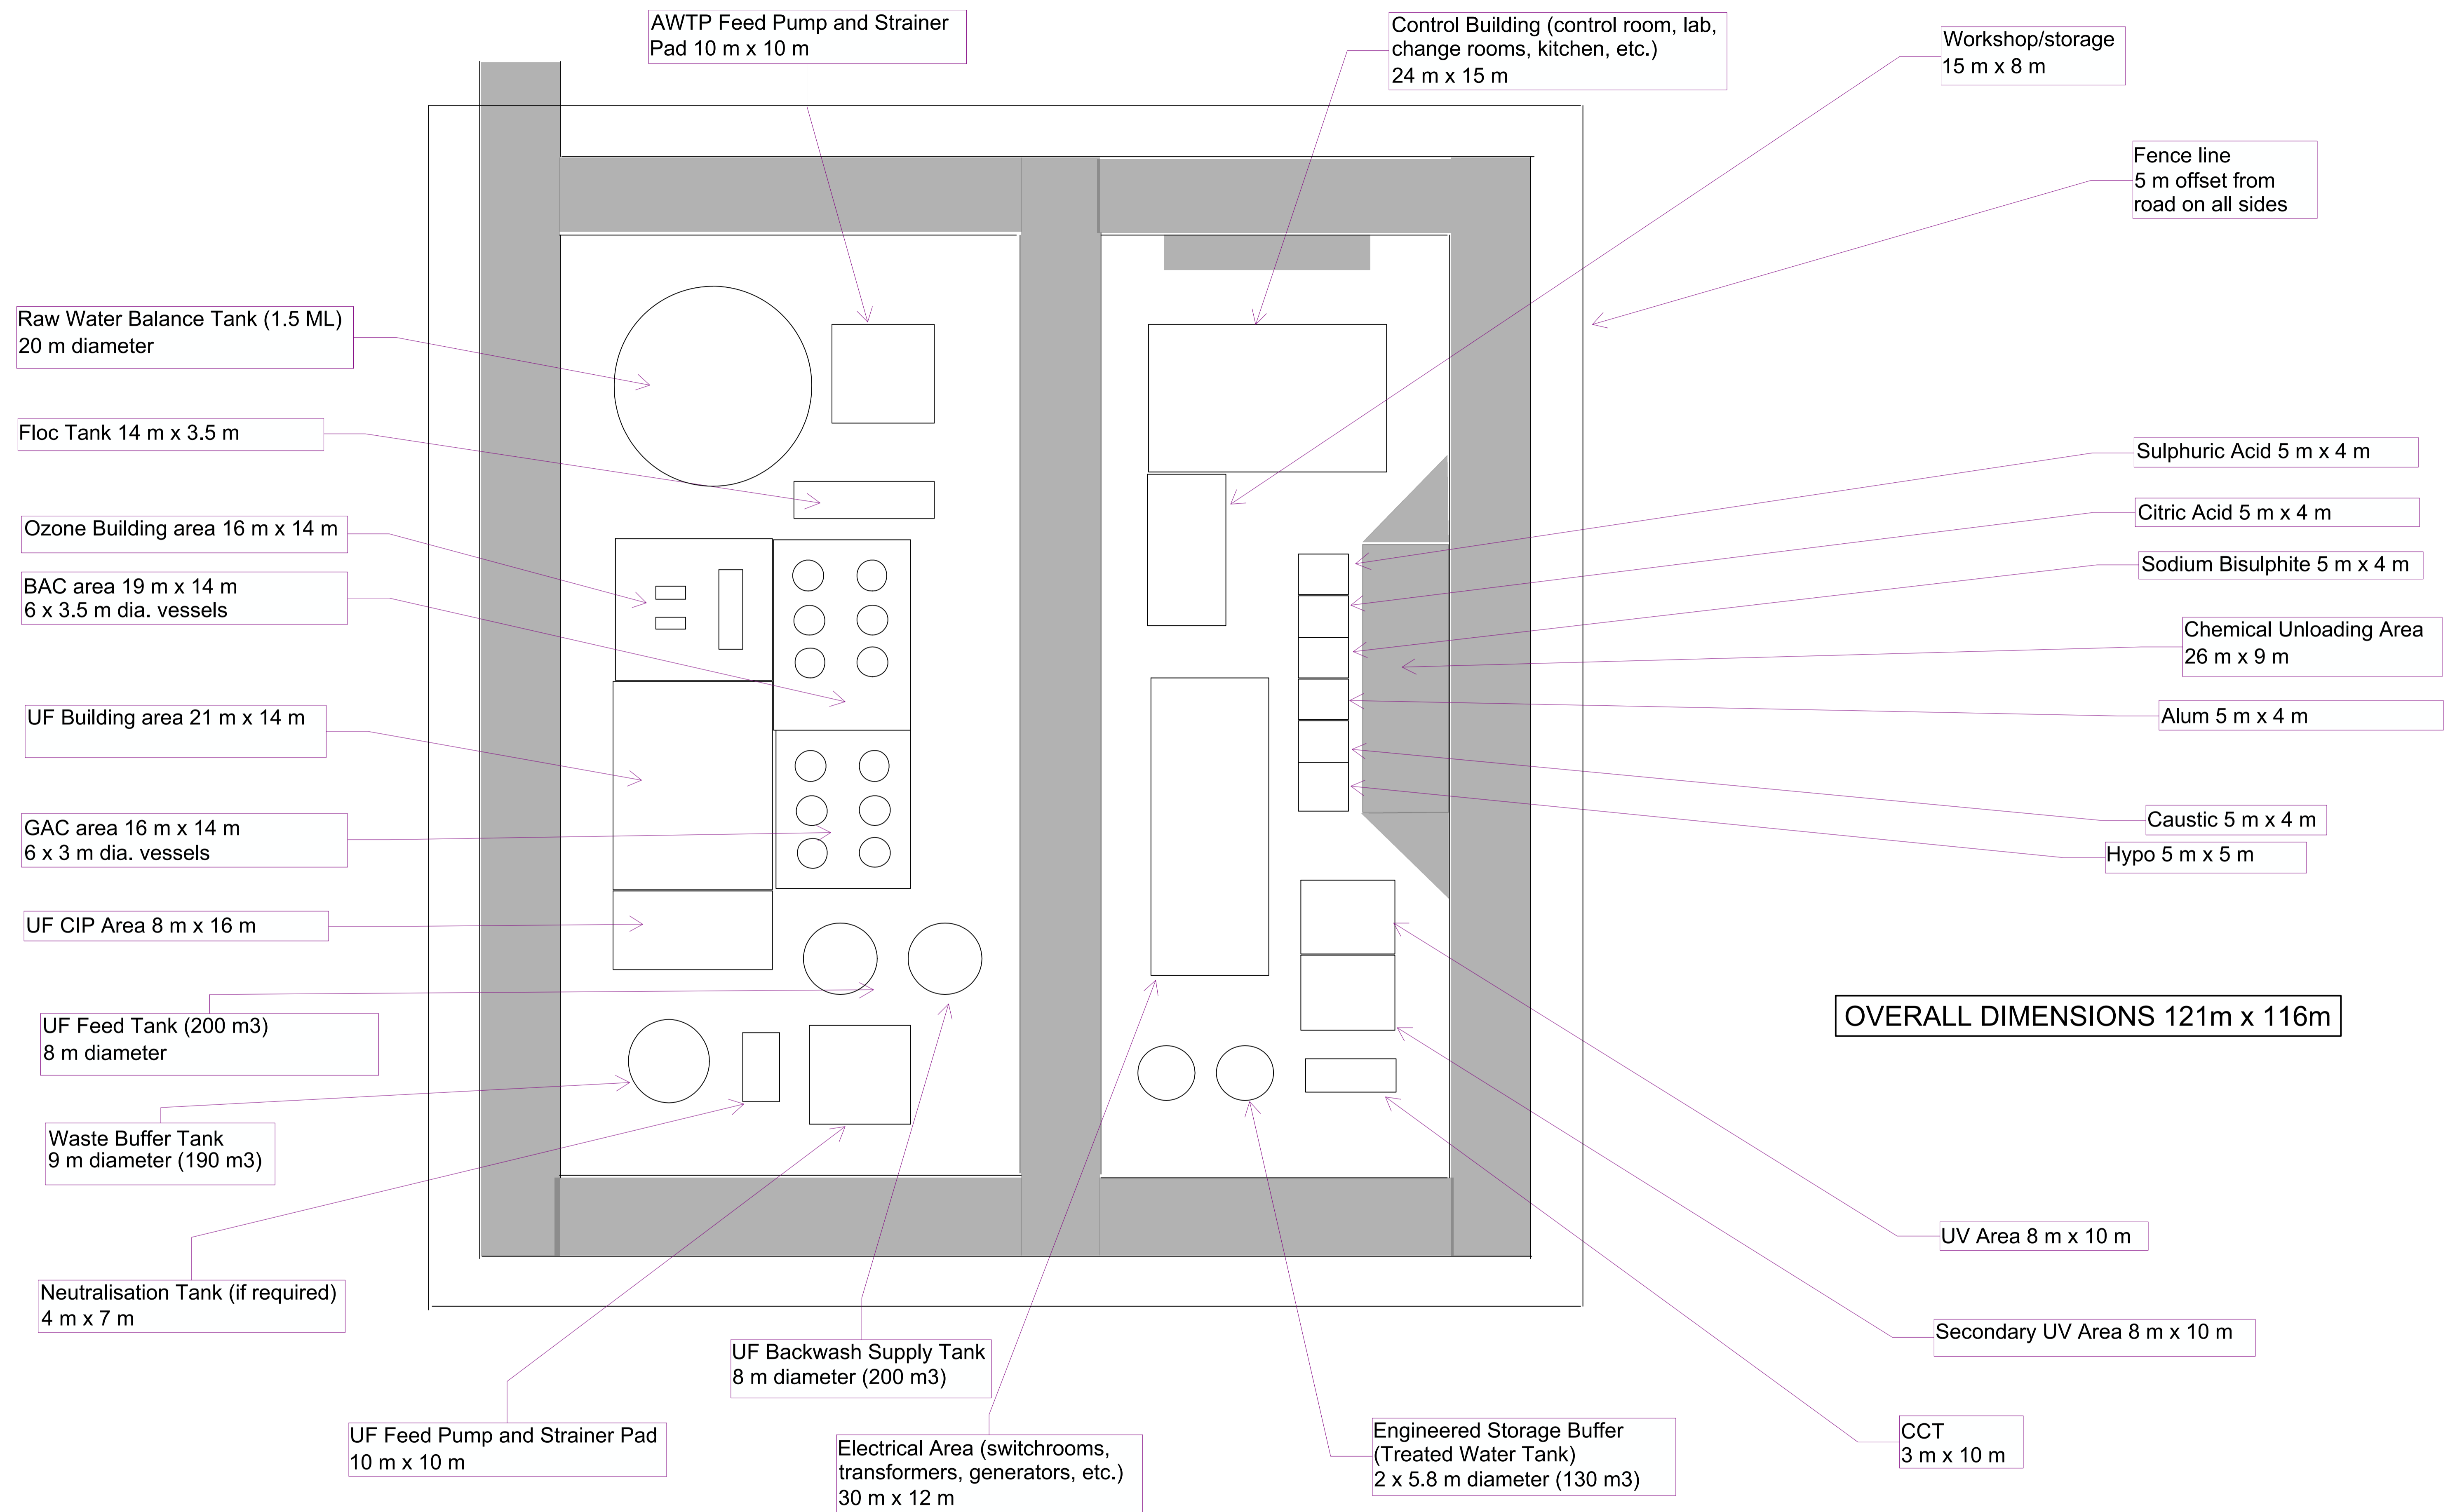 AWTP Feed Pump and Strainer
Pad 10 m x 10 m
Control Building (control room, lab,
change rooms, kitchen, etc.)
24 m x 15 m
Workshop/storage
15 m x 8 m
Fence line
5 m offset from
road on all sides
Raw Water Balance Tank (1.5 ML)
20 m diameter
Floc Tank 14 m x 3.5 m
Ozone Building area 16 m x 14 m
BAC area 19 m x 14 m
6 x 3.5 m dia. vessels
UF Building area 21 m x 14 m
GAC area 16 m x 14 m
6 x 3 m dia. vessels
UF CIP Area 8 m x 16 m
UF Feed Tank (200 m3)
8 m diameter
Waste Buffer Tank
9 m diameter (190 m3)
Neutralisation Tank (if required)
4 m x 7 m
UF Feed Pump and Strainer Pad
10 m x 10 m
UF Backwash Supply Tank
8 m diameter (200 m3)
Electrical Area (switchrooms,
transformers, generators, etc.)
30 m x 12 m
Engineered Storage Buffer
(Treated Water Tank)
2 x 5.8 m diameter (130 m3)
Sulphuric Acid 5 m x 4 m
Citric Acid 5 m x 4 m
Sodium Bisulphite 5 m x 4 m
Chemical Unloading Area
26 m x 9 m
Alum 5 m x 4 m
Caustic 5 m x 4 m
Hypo 5 m x 5 m
OVERALL DIMENSIONS 121m x 116m
UV Area 8 m x 10 m
Secondary UV Area 8 m x 10 m
CCT
3 m x 10 m